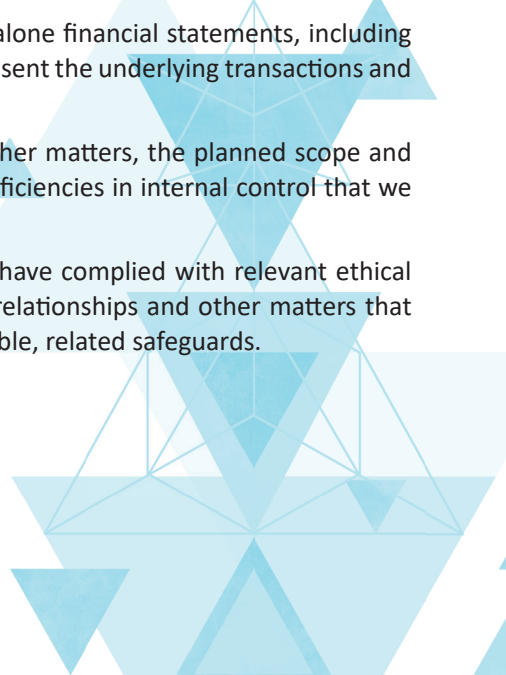 alone financial statements, including
sent the underlying transactions and
her matters, the planned scope and
ficiencies in internal control that we
have complied with relevant ethical
relationships and other matters that
ble, related safeguards.